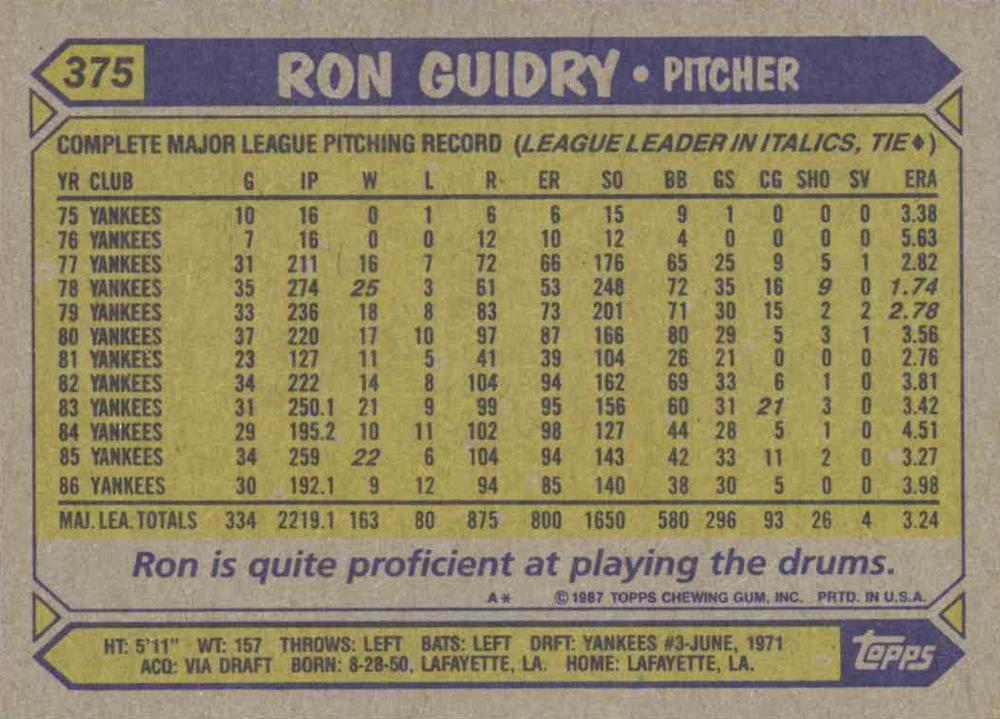 375 RON GUIDRY • PITCHER
COMPLETE MAJOR LEAGUE PITCHING RECORD (LEAGUE LEADER IN ITALICS, TIE♦)
YR CLUB G IP W L R ER SO BB GS CG SHO SV ERA
75 YANKEES 10 16 0 1 6 6 15 9 1 0 0 0 3.38
76 YANKEES 7 16 0 0 12 10 12 4 0 0 0 0 5.63
77 YANKEES 31 211 16 7 72 66 176 65 25 9 5 1 2.82
78 YANKEES 35 274 25 3 61 53 248 72 35 16 9 0 1.74
79 YANKEES 33 236 18 8 83 73 201 71 30 15 2 2 2.78
80 YANKEES 37 220 17 10 97 87 166 80 29 5 3 1 3.56
81 YANKEES 23 127 11 5 41 39 104 26 21 0 0 0 2.76
82 YANKEES 34 222 14 8 104 94 162 69 33 6 1 0 3.81
83 YANKEES 31 250.1 21 9 99 95 156 60 31 21 3 0 3.42
84 YANKEES 29 195.2 10 11 102 98 127 44 28 5 1 0 4.51
85 YANKEES 34 259 22 6 104 94 143 42 33 11 2 0 3.27
86 YANKEES 30 192.1 9 12 94 85 140 38 30 5 0 0 3.98
MAJ. LEA. TOTALS 334 2219.1 163 80 875 800 1650 580 296 93 26 4 3.24
Ron is quite proficient at playing the drums.
A* © 1987 TOPPS CHEWING GUM, INC. PRTD. IN U.S.A.
HT: 5'11" WT: 157 THROWS: LEFT BATS: LEFT DRFT: YANKEES #3-JUNE, 1971
ACQ: VIA DRAFT BORN: 8-28-50, LAFAYETTE, LA. HOME: LAFAYETTE, LA.
Topps